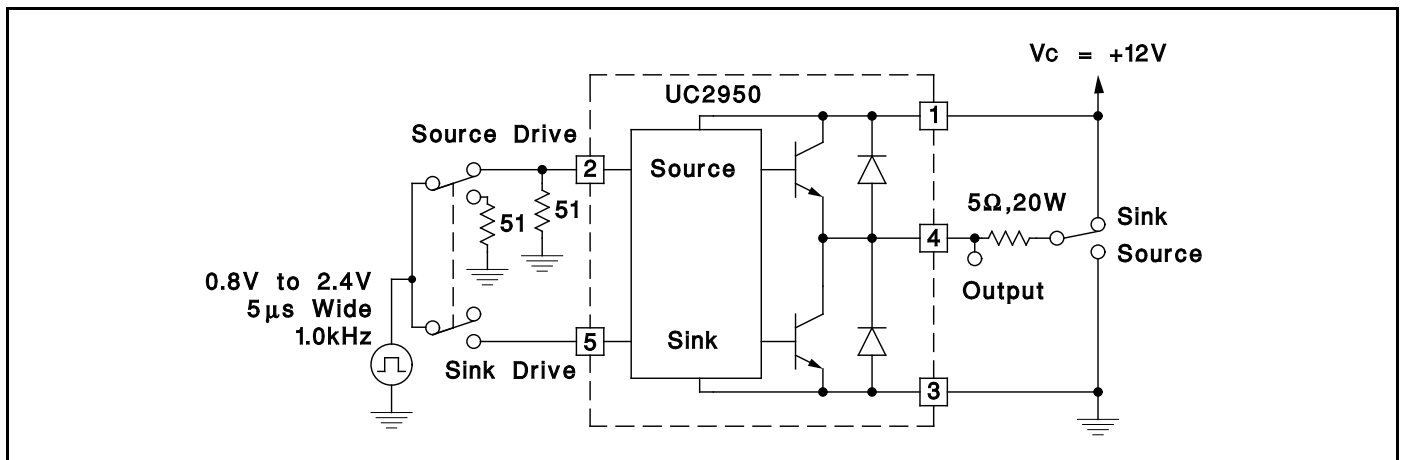 Vc = +12V
UC2950
1
Source Drive
2
Source
51
51
5Ω,20W
4
Sink
Source
Output
0.8V to 2.4V
5μs Wide
1.0kHz
5
Sink
Sink Drive
3